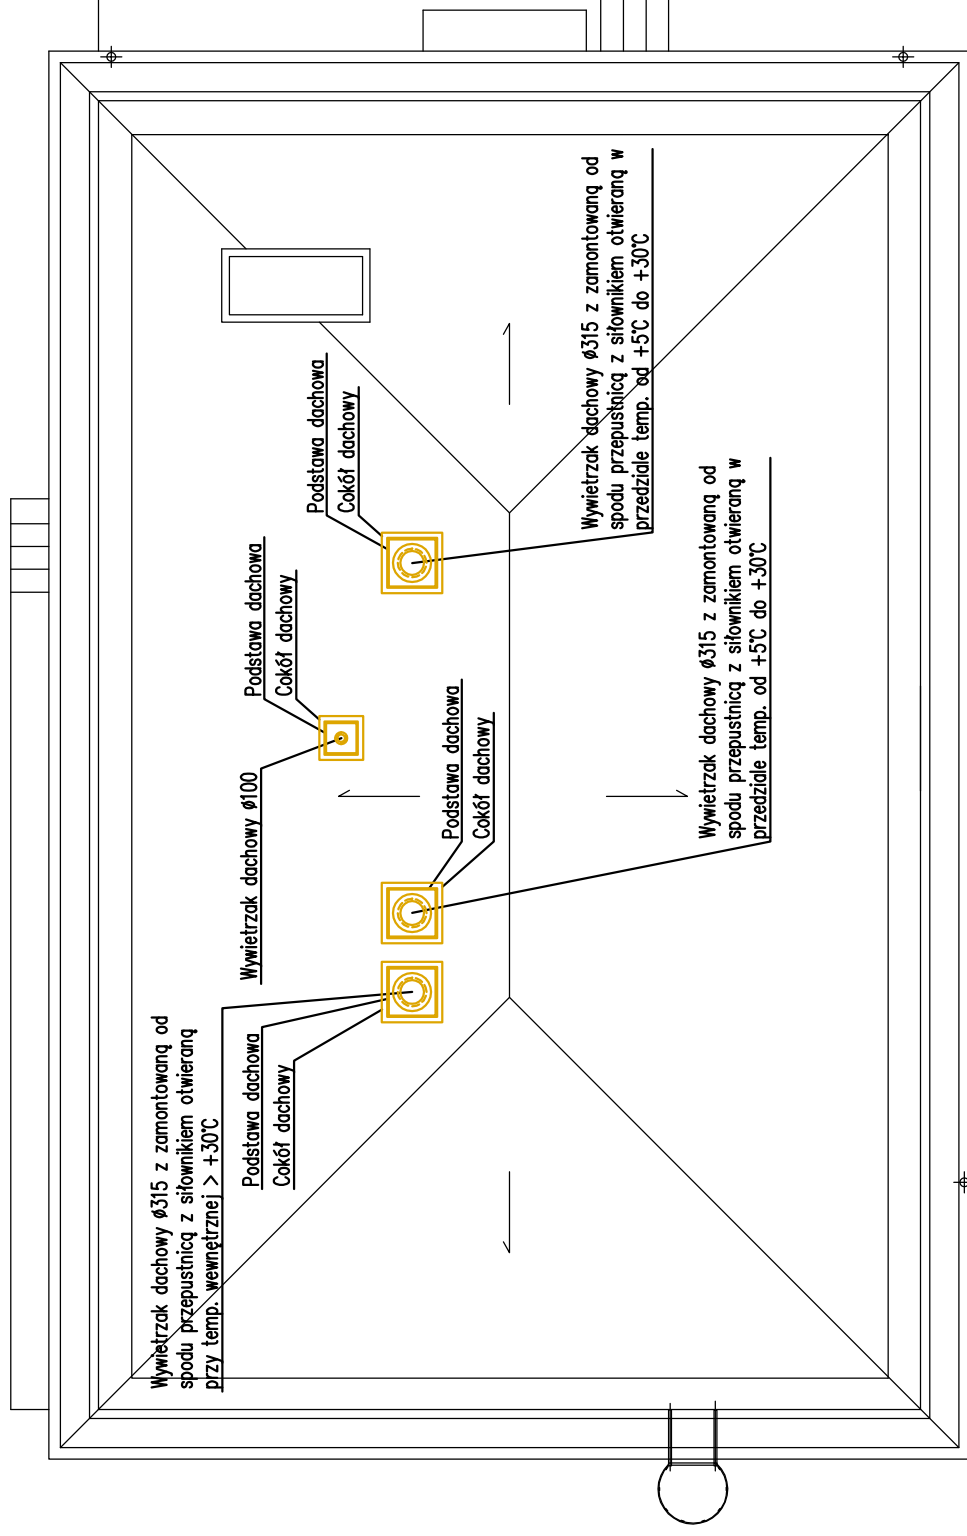 Wywietrzak dachowy ø315 z zamontowaną od
spodu przepustnicą z siłownikiem otwieraną
przy temp. wewnętrznej > +30°C
Podstawa dachowa
Cokół dachowy
Wywietrzak dachowy ø100
Podstawa dachowa
Cokół dachowy
Podstawa dachowa
Cokół dachowy
Podstawa dachowa
Cokół dachowy
Wywietrzak dachowy ø315 z zamontowaną od
spodu przepustnicą z siłownikiem otwieraną w
przedziale temp. od +5°C do +30°C
Wywietrzak dachowy ø315 z zamontowaną od
spodu przepustnicą z siłownikiem otwieraną w
przedziale temp. od +5°C do +30°C